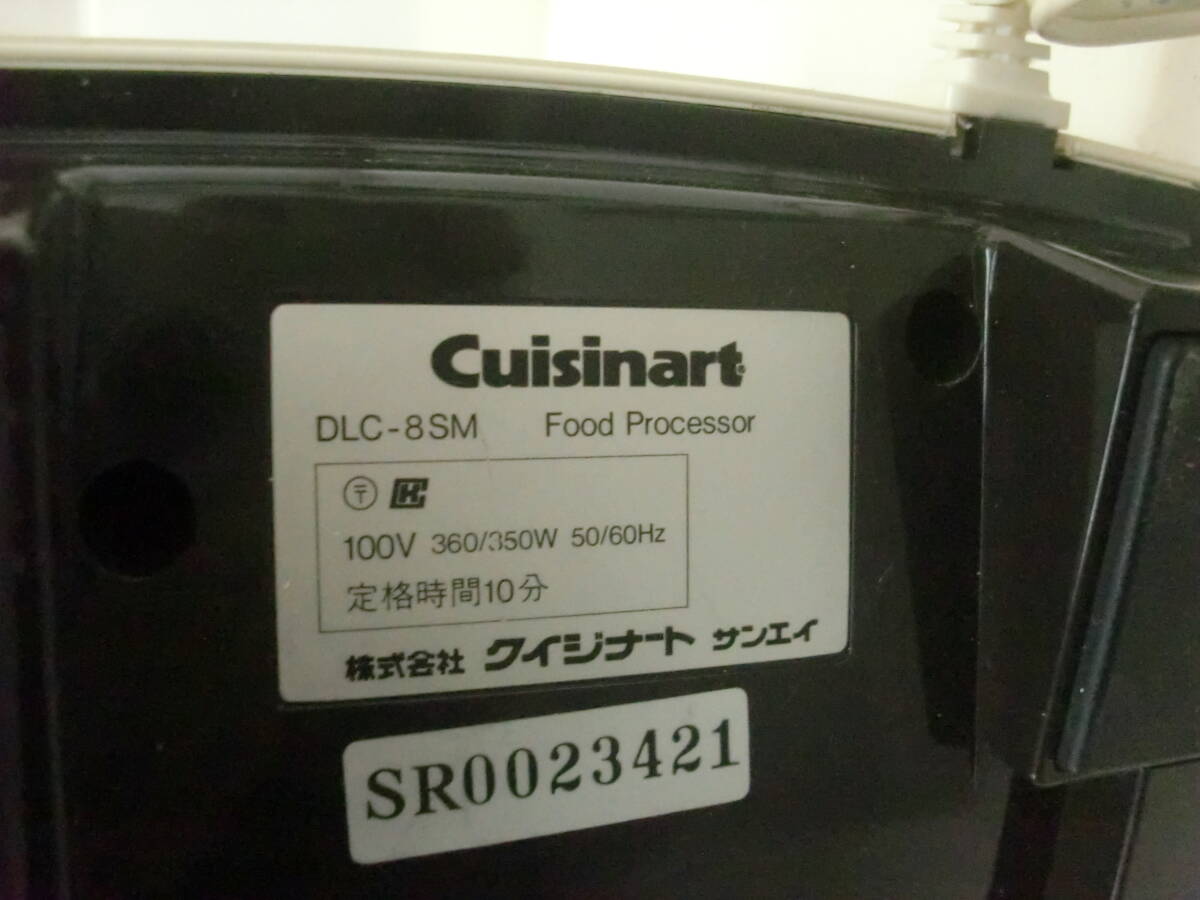 Cuisinart
DLC-8SM Food Processor
100V 360/350W 50/60Hz
定格時間10分
株式会社 クイジナート サンエイ
SR0023421